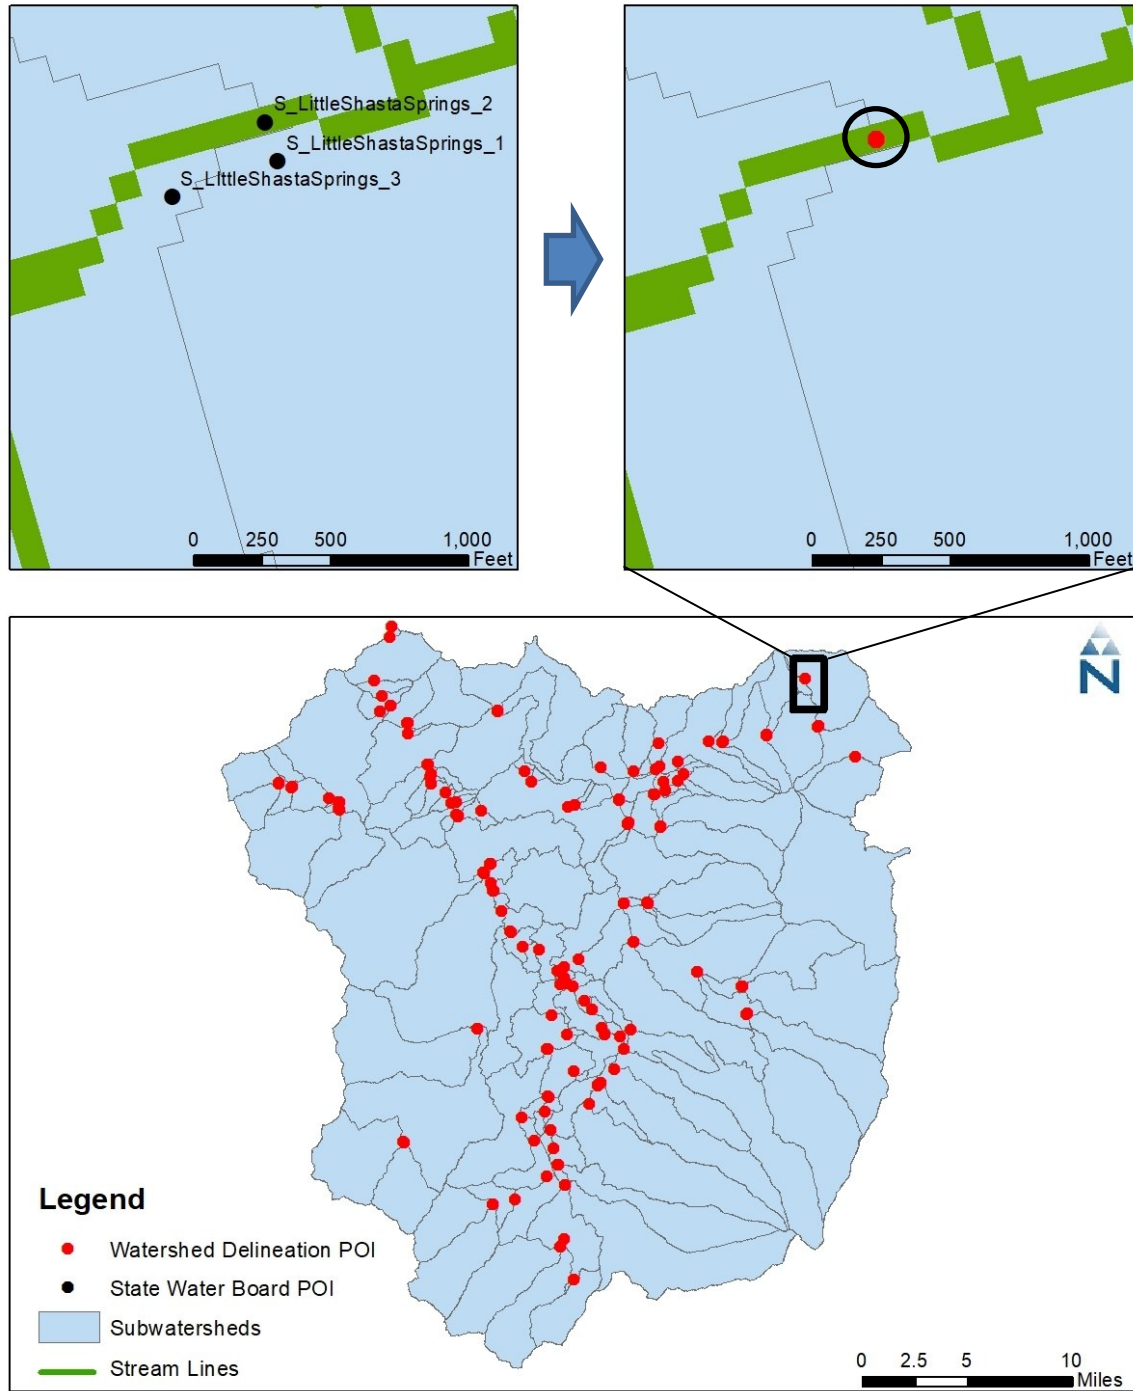 S_LittleShastaSprings_2
S_LittleShastaSprings_1
S_LittleShastaSprings_3
0 250 500 1,000
Feet
0 250 500 1,000
Feet
N
Legend
Watershed Delineation POI
State Water Board POI
Subwatersheds
Stream Lines
0 2.5 5 10
Miles